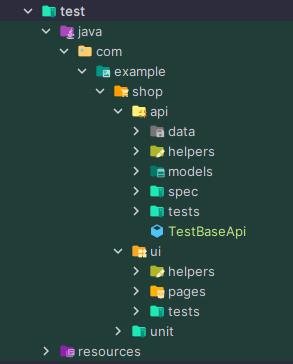 test
java
com
example
shop
api
data
helpers
models
spec
tests
TestBaseApi
ui
helpers
pages
tests
unit
resources